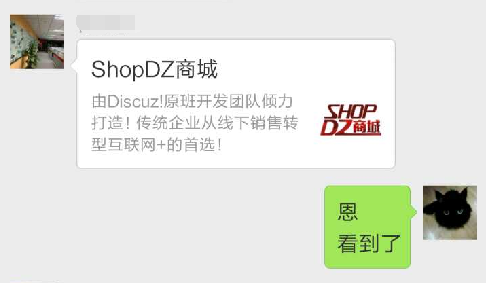 ShopDZ商城
由Discuz!原班开发团队倾力
打造! 传统企业从线下销售转
型互联网+的首选!
SHOP
DZ商城
恩
看到了